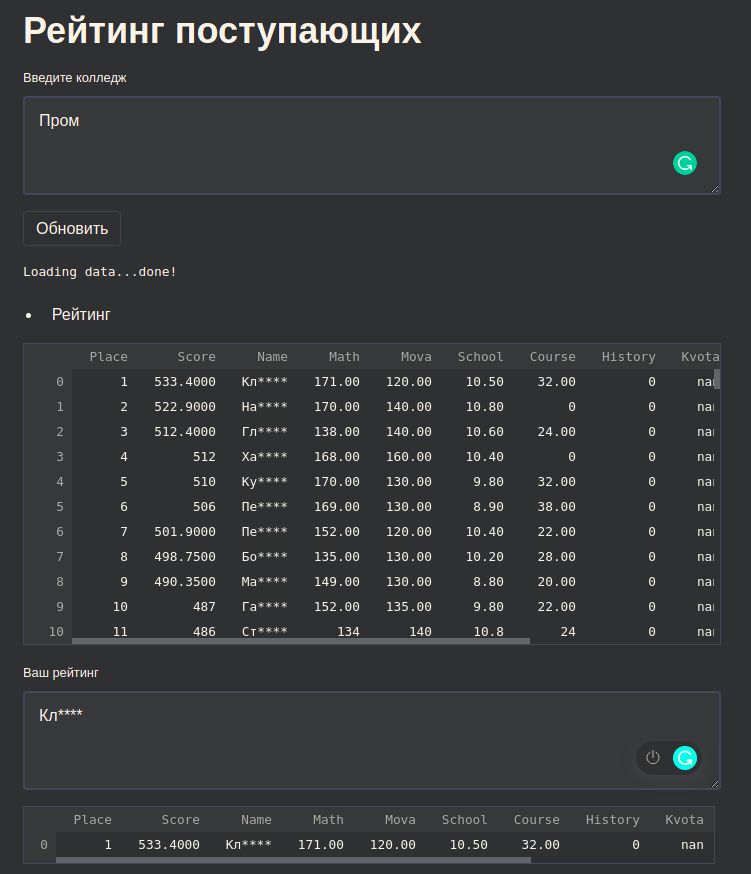 Рейтинг поступающих
Введите колледж
Пром
Обновить
Loading data...done!
• Рейтинг
Place Score Name Math Mova School Course History Kvota
0 1 533.4000 Кл**** 171.00 120.00 10.50 32.00 0 nan
1 2 522.9000 На**** 170.00 140.00 10.80 0 0 nan
2 3 512.4000 Гл**** 138.00 140.00 10.60 24.00 0 nan
3 4 512 Ха**** 168.00 160.00 10.40 0 0 nan
4 5 510 Ку**** 170.00 130.00 9.80 32.00 0 nan
5 6 506 Пе**** 169.00 130.00 8.90 38.00 0 nan
6 7 501.9000 Пе**** 152.00 120.00 10.40 22.00 0 nan
7 8 498.7500 Бо**** 135.00 130.00 10.20 28.00 0 nan
8 9 490.3500 Ма**** 149.00 130.00 8.80 20.00 0 nan
9 10 487 Га**** 152.00 135.00 9.80 22.00 0 nan
10 11 486 Ст**** 134 140 10.8 24 0 nan
Ваш рейтинг
Кл****
Place Score Name Math Mova School Course History Kvota
0 1 533.4000 Кл**** 171.00 120.00 10.50 32.00 0 nan